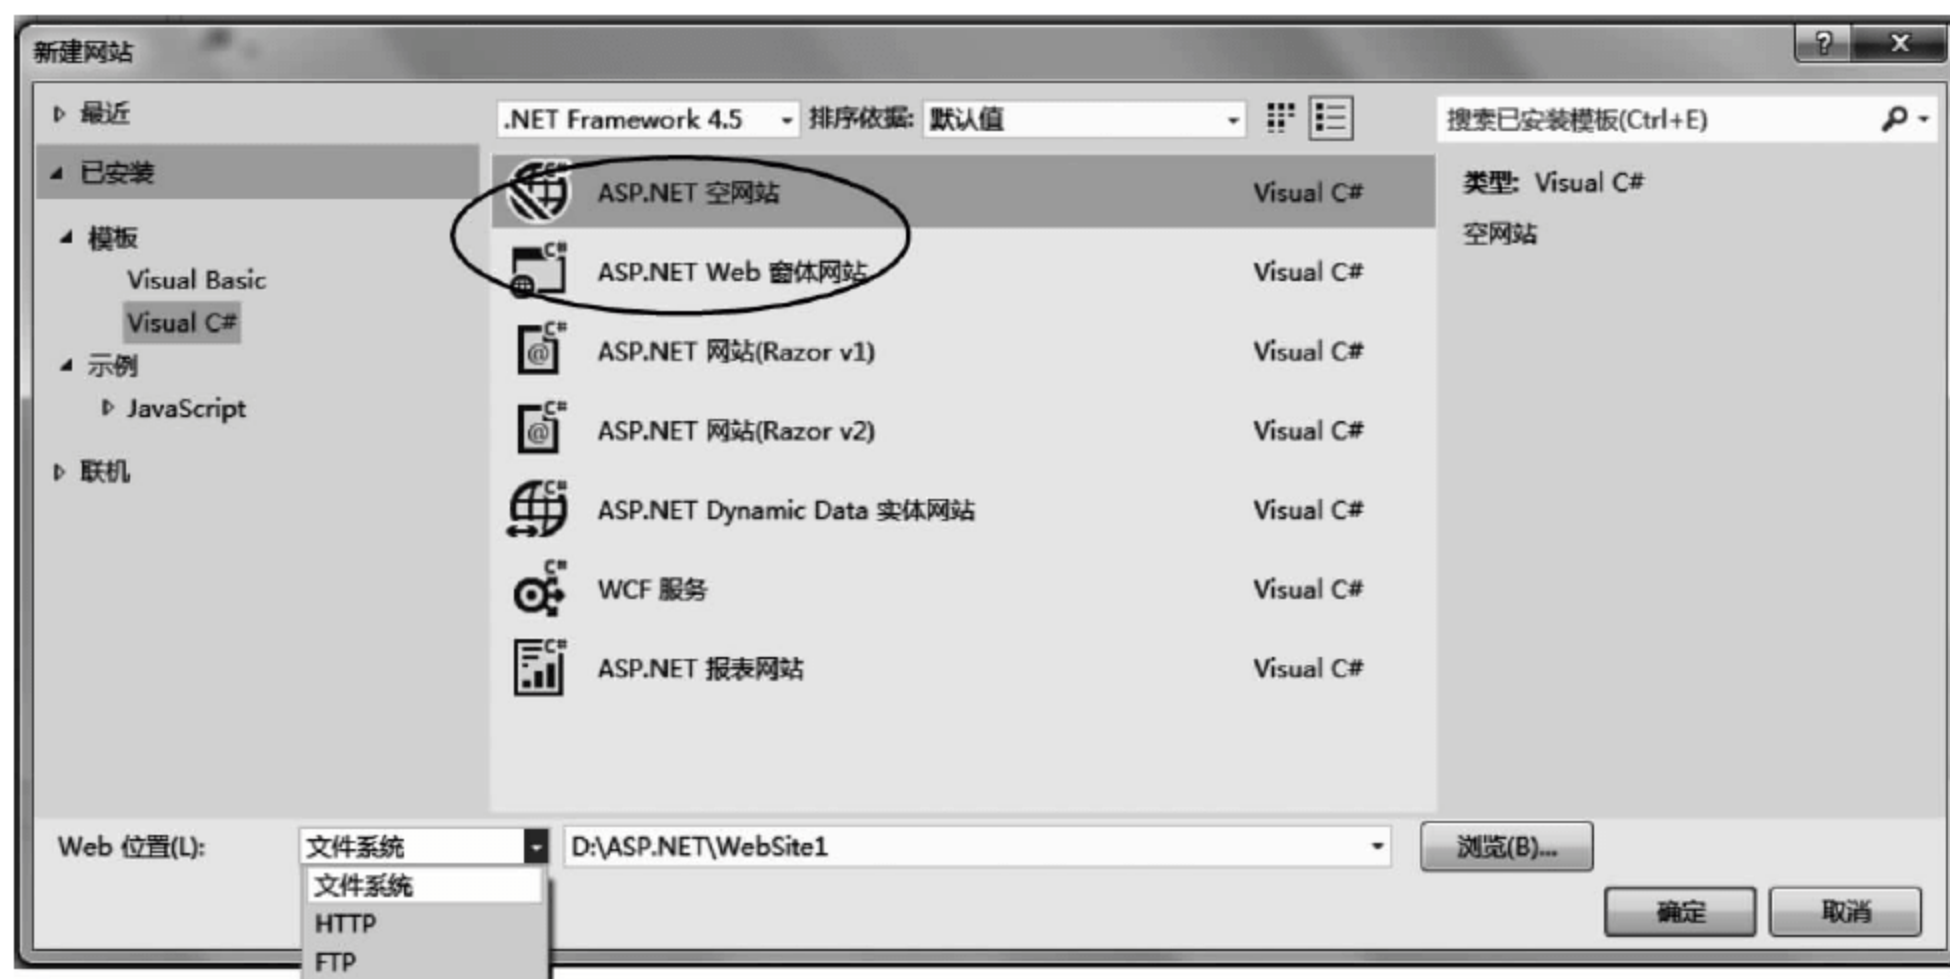 新建网站
最近
已安装
模板
Visual Basic
Visual C#
示例
JavaScript
联机
.NET Framework 4.5 排序依据: 默认值
ASP.NET 空网站 Visual C#
ASP.NET Web 窗体网站 Visual C#
ASP.NET 网站(Razor v1) Visual C#
ASP.NET 网站(Razor v2) Visual C#
ASP.NET Dynamic Data 实体网站 Visual C#
WCF 服务 Visual C#
ASP.NET 报表网站 Visual C#
搜索已安装模板(Ctrl+E)
类型: Visual C#
空网站
Web 位置(L): 文件系统 D:\ASP.NET\WebSite1 浏览(B)...
文件系统
HTTP
FTP
确定 取消